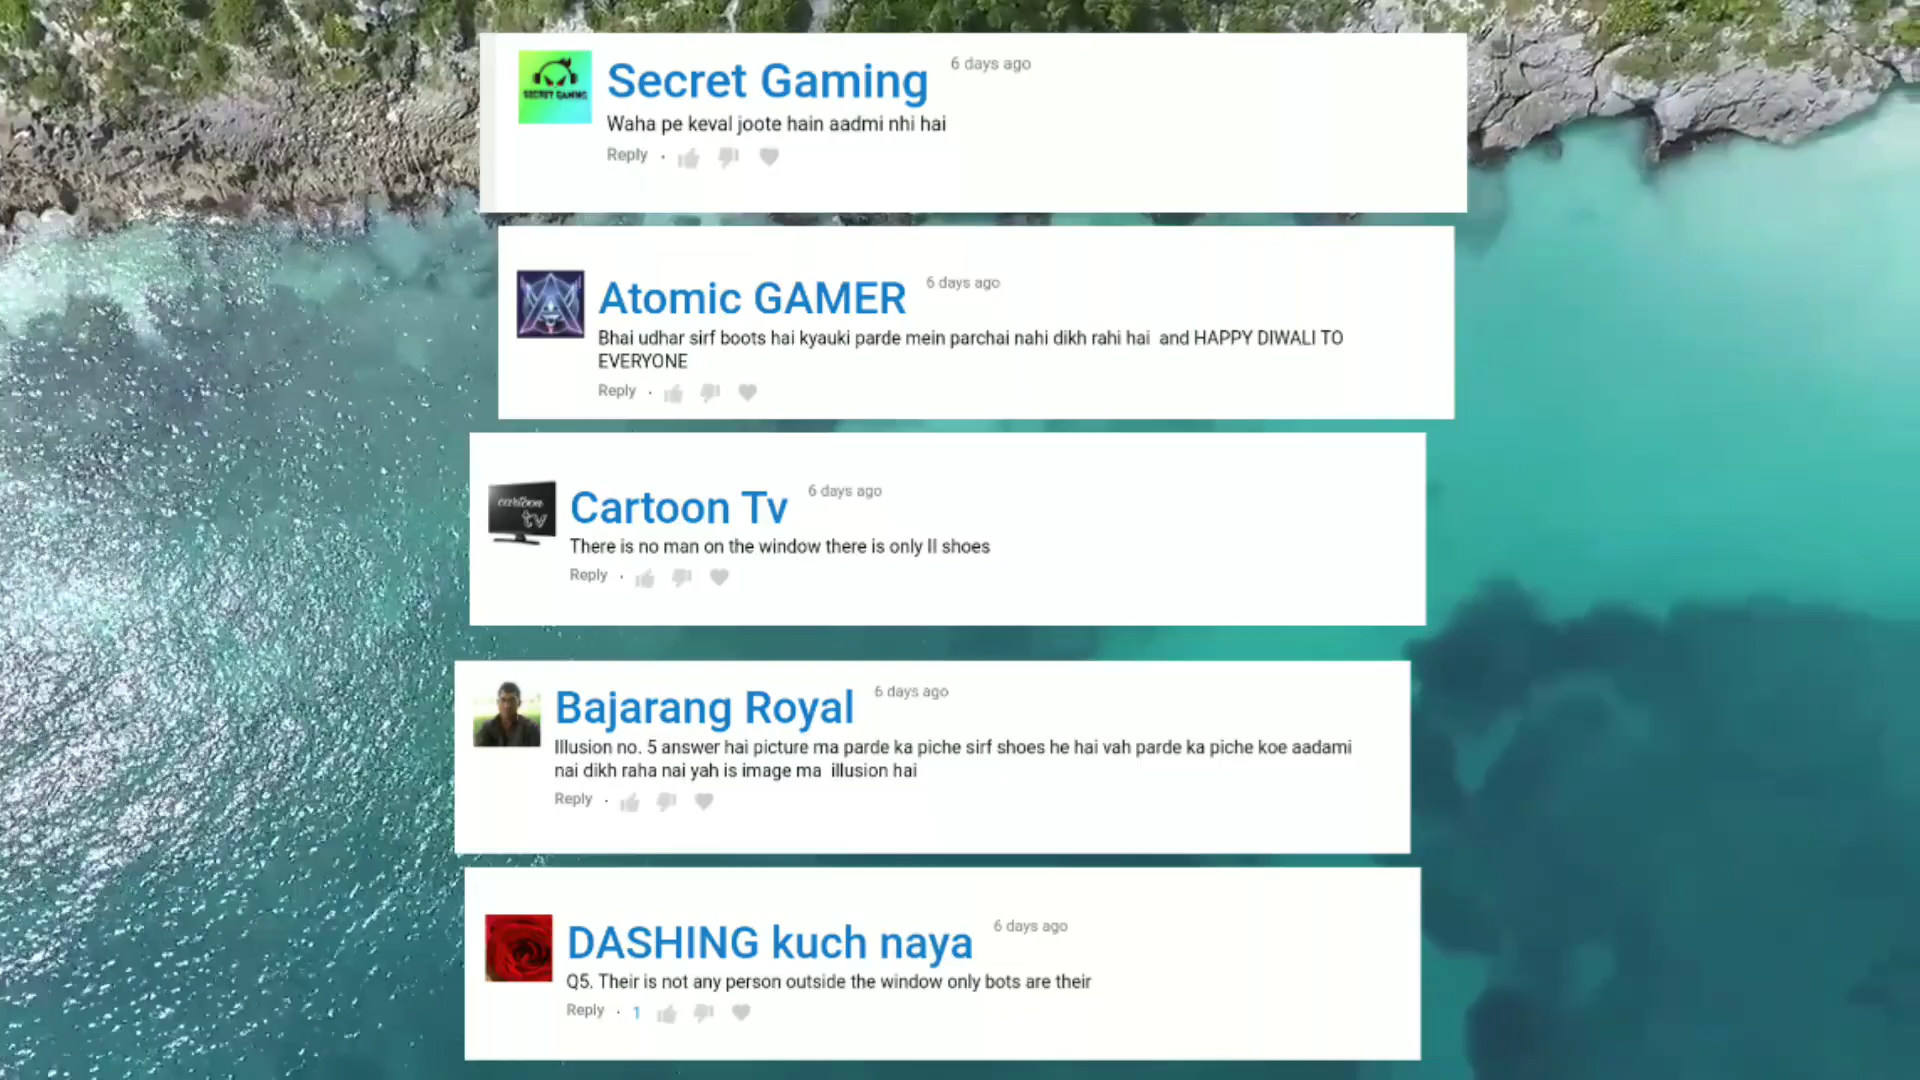 SECRET GAMING
Secret Gaming 6 days ago
Waha pe keval joote hain aadmi nhi hai
Reply
Atomic GAMER 6 days ago
Bhai udhar sirf boots hai kyauki parde mein parchai nahi dikh rahi hai and HAPPY DIWALI TO
EVERYONE
Reply
cartoon
tv
Cartoon Tv 6 days ago
There is no man on the window there is only II shoes
Reply
Bajarang Royal 6 days ago
Illusion no. 5 answer hai picture ma parde ka piche sirf shoes he hai vah parde ka piche koe aadami
nai dikh raha nai yah is image ma illusion hai
Reply
DASHING kuch naya 6 days ago
Q5. Their is not any person outside the window only bots are their
Reply · 1